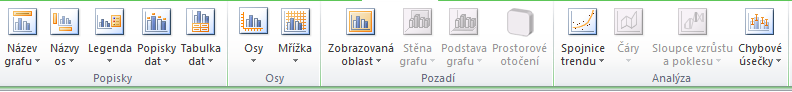 Název grafu
Názvy os
Legenda
Popisky dat
Tabulka dat
Popisky
Osy
Mřížka
Osy
Zobrazovaná oblast
Stěna grafu
Podstava grafu
Prostorové otočení
Pozadí
Spojnice trendu
Čáry
Sloupce vzrůstu a poklesu
Chybové úsečky
Analýza